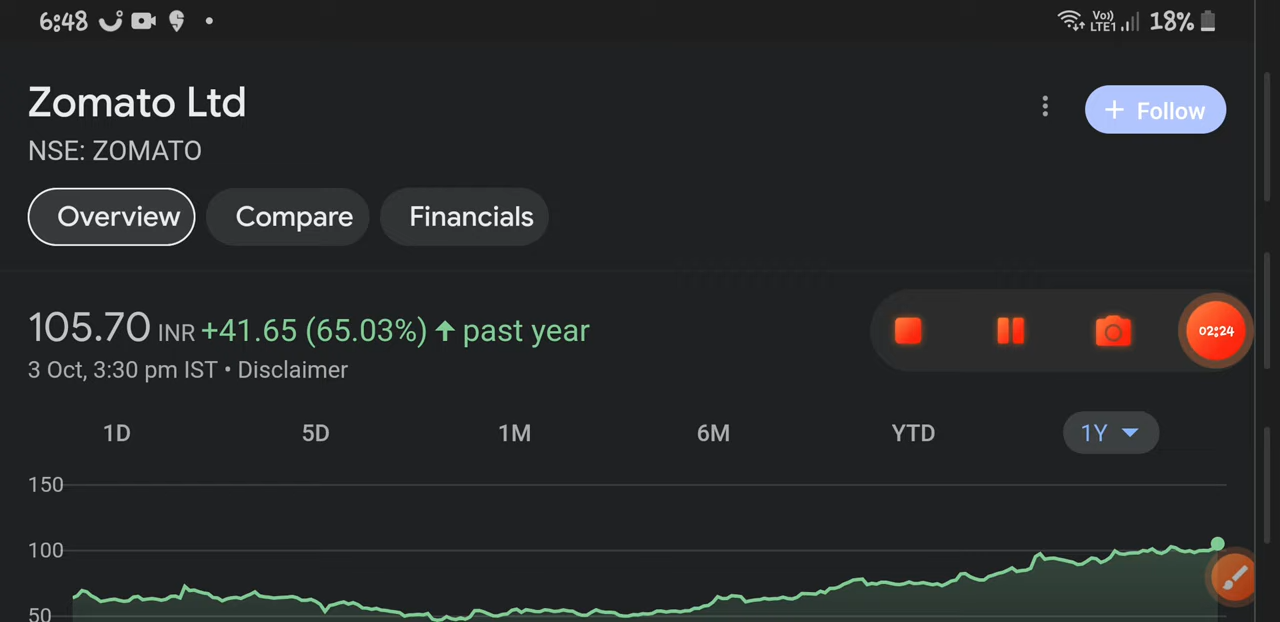 6:48
Vo)) LTE1 18%
Zomato Ltd
+ Follow
NSE: ZOMATO
Overview Compare Financials
105.70 INR +41.65 (65.03%) ↑ past year
02:24
3 Oct, 3:30 pm IST • Disclaimer
1D 5D 1M 6M YTD 1Y
150
100
50